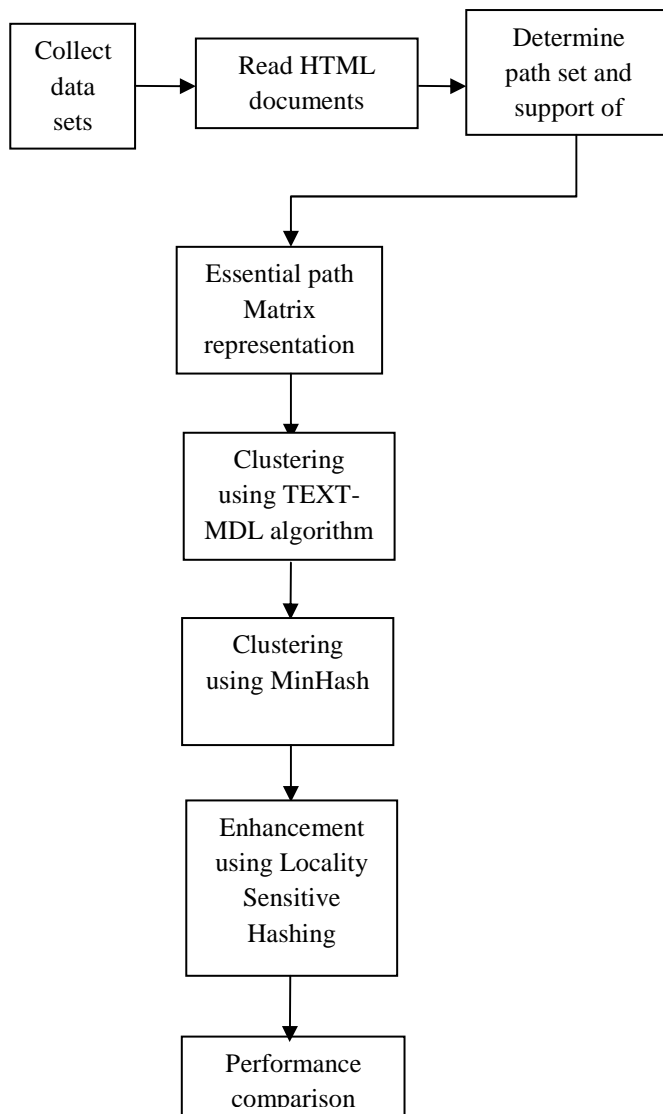 Collect
data
sets
Read HTML
documents
Determine
path set and
support of
Essential path
Matrix
representation
Clustering
using TEXT-
MDL algorithm
Clustering
using MinHash
Enhancement
using Locality
Sensitive
Hashing
Performance
comparison